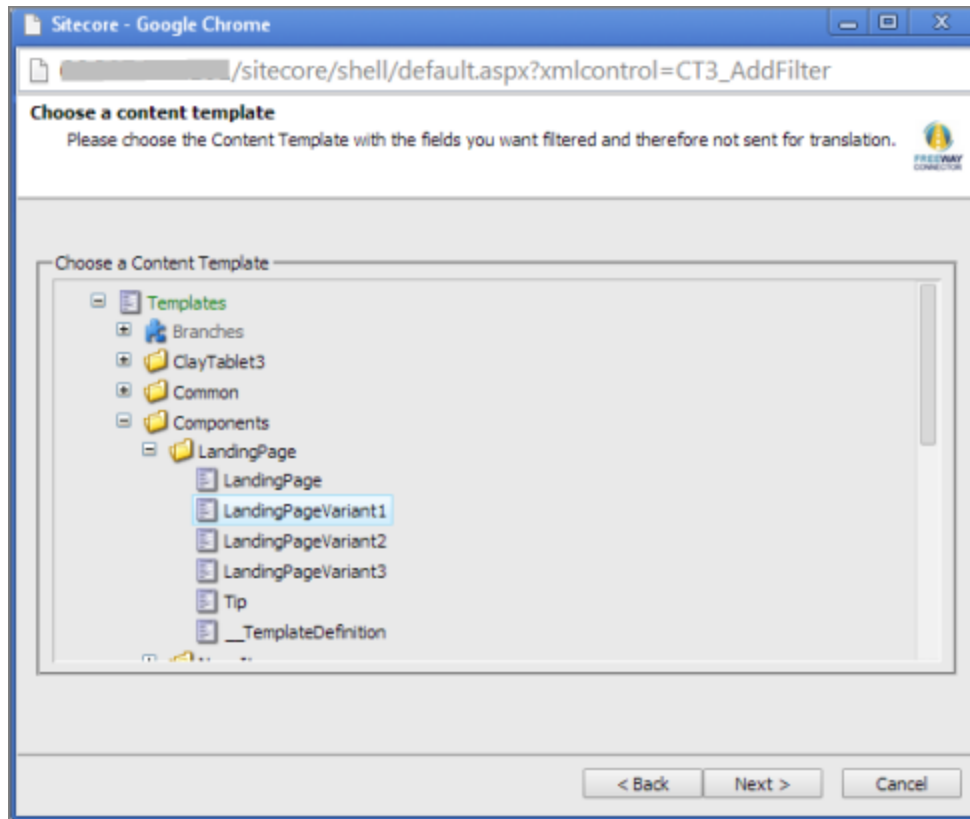 Sitecore - Google Chrome
/sitecore/shell/default.aspx?xmlcontrol=CT3_AddFilter
Choose a content template
Please choose the Content Template with the fields you want filtered and therefore not sent for translation.
FREEWAY
CONNECTOR
Choose a Content Template
Templates
Branches
ClayTablet3
Common
Components
LandingPage
LandingPage
LandingPageVariant1
LandingPageVariant2
LandingPageVariant3
Tip
__TemplateDefinition
< Back
Next >
Cancel